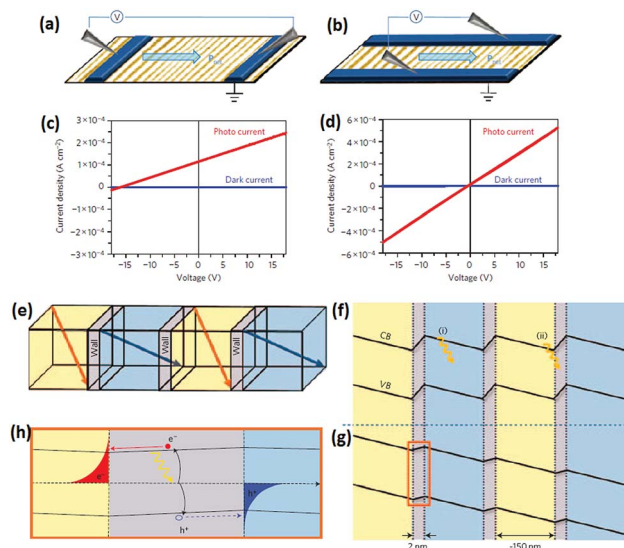 (a)
V
P
(b)
V
P
(c)
3×10⁻⁴
2×10⁻⁴
1×10⁻⁴
0
−1×10⁻⁴
−2×10⁻⁴
−3×10⁻⁴
Current density (A cm⁻²)
Photo current
Dark current
−15 −10 −5 0 5 10 15
Voltage (V)
(d)
6×10⁻⁴
4×10⁻⁴
2×10⁻⁴
0
−2×10⁻⁴
−4×10⁻⁴
−6×10⁻⁴
Current density (A cm⁻²)
Photo current
Dark current
−15 −10 −5 0 5 10 15
Voltage (V)
(e)
Wall
Wall
Wall
(f)
CB
(i)
(ii)
VB
(g)
2 nm
~150 nm
(h)
e⁻
e⁻
h⁺
h⁺